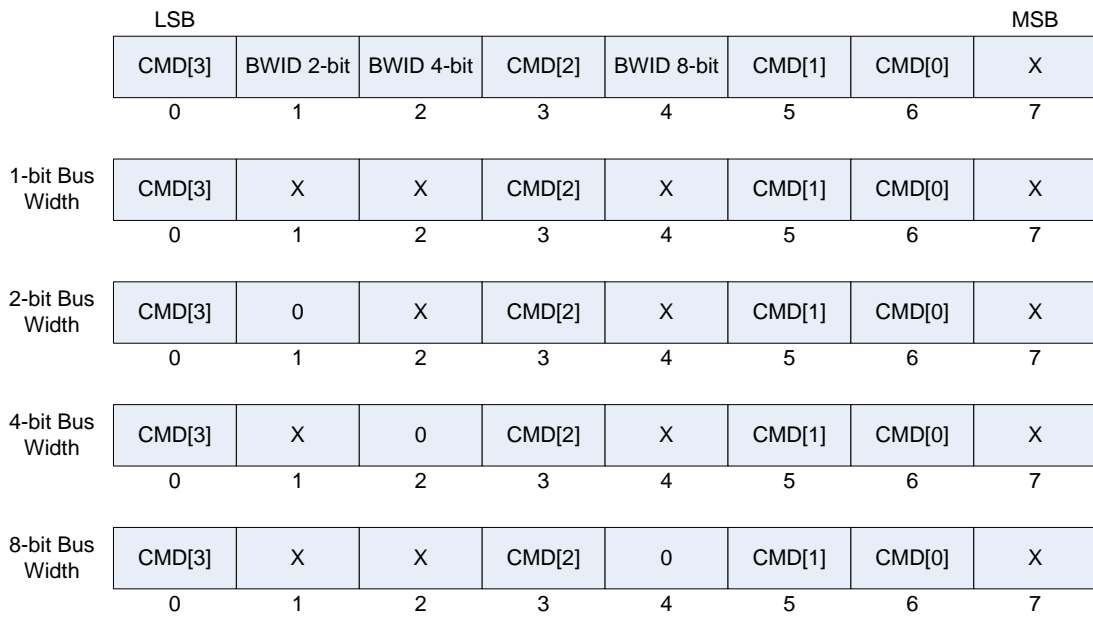 LSB MSB
CMD[3] BWID 2-bit BWID 4-bit CMD[2] BWID 8-bit CMD[1] CMD[0] X
0 1 2 3 4 5 6 7
1-bit Bus
Width
CMD[3] X X CMD[2] X CMD[1] CMD[0] X
0 1 2 3 4 5 6 7
2-bit Bus
Width
CMD[3] 0 X CMD[2] X CMD[1] CMD[0] X
0 1 2 3 4 5 6 7
4-bit Bus
Width
CMD[3] X 0 CMD[2] X CMD[1] CMD[0] X
0 1 2 3 4 5 6 7
8-bit Bus
Width
CMD[3] X X CMD[2] 0 CMD[1] CMD[0] X
0 1 2 3 4 5 6 7